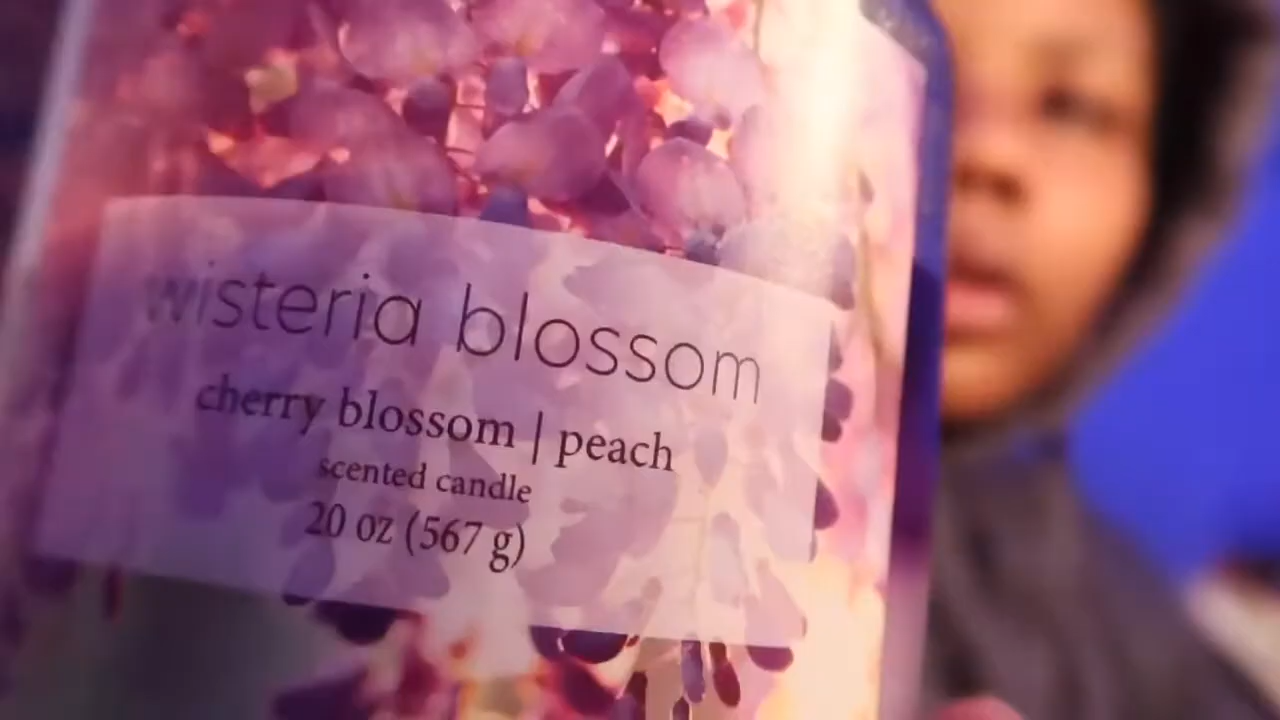 wisteria blossom
cherry blossom | peach
scented candle
20 oz (567 g)